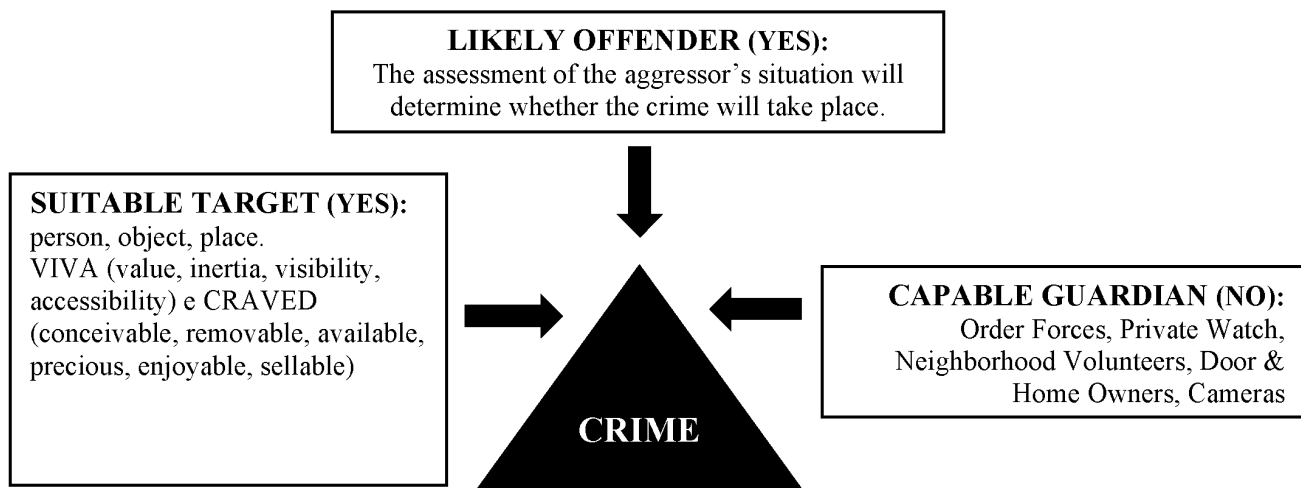 LIKELY OFFENDER (YES):
The assessment of the aggressor's situation will
determine whether the crime will take place.
SUITABLE TARGET (YES):
person, object, place.
VIVA (value, inertia, visibility,
accessibility) e CRAVED
(conceivable, removable, available,
precious, enjoyable, sellable)
CAPABLE GUARDIAN (NO):
Order Forces, Private Watch,
Neighborhood Volunteers, Door &
Home Owners, Cameras
CRIME